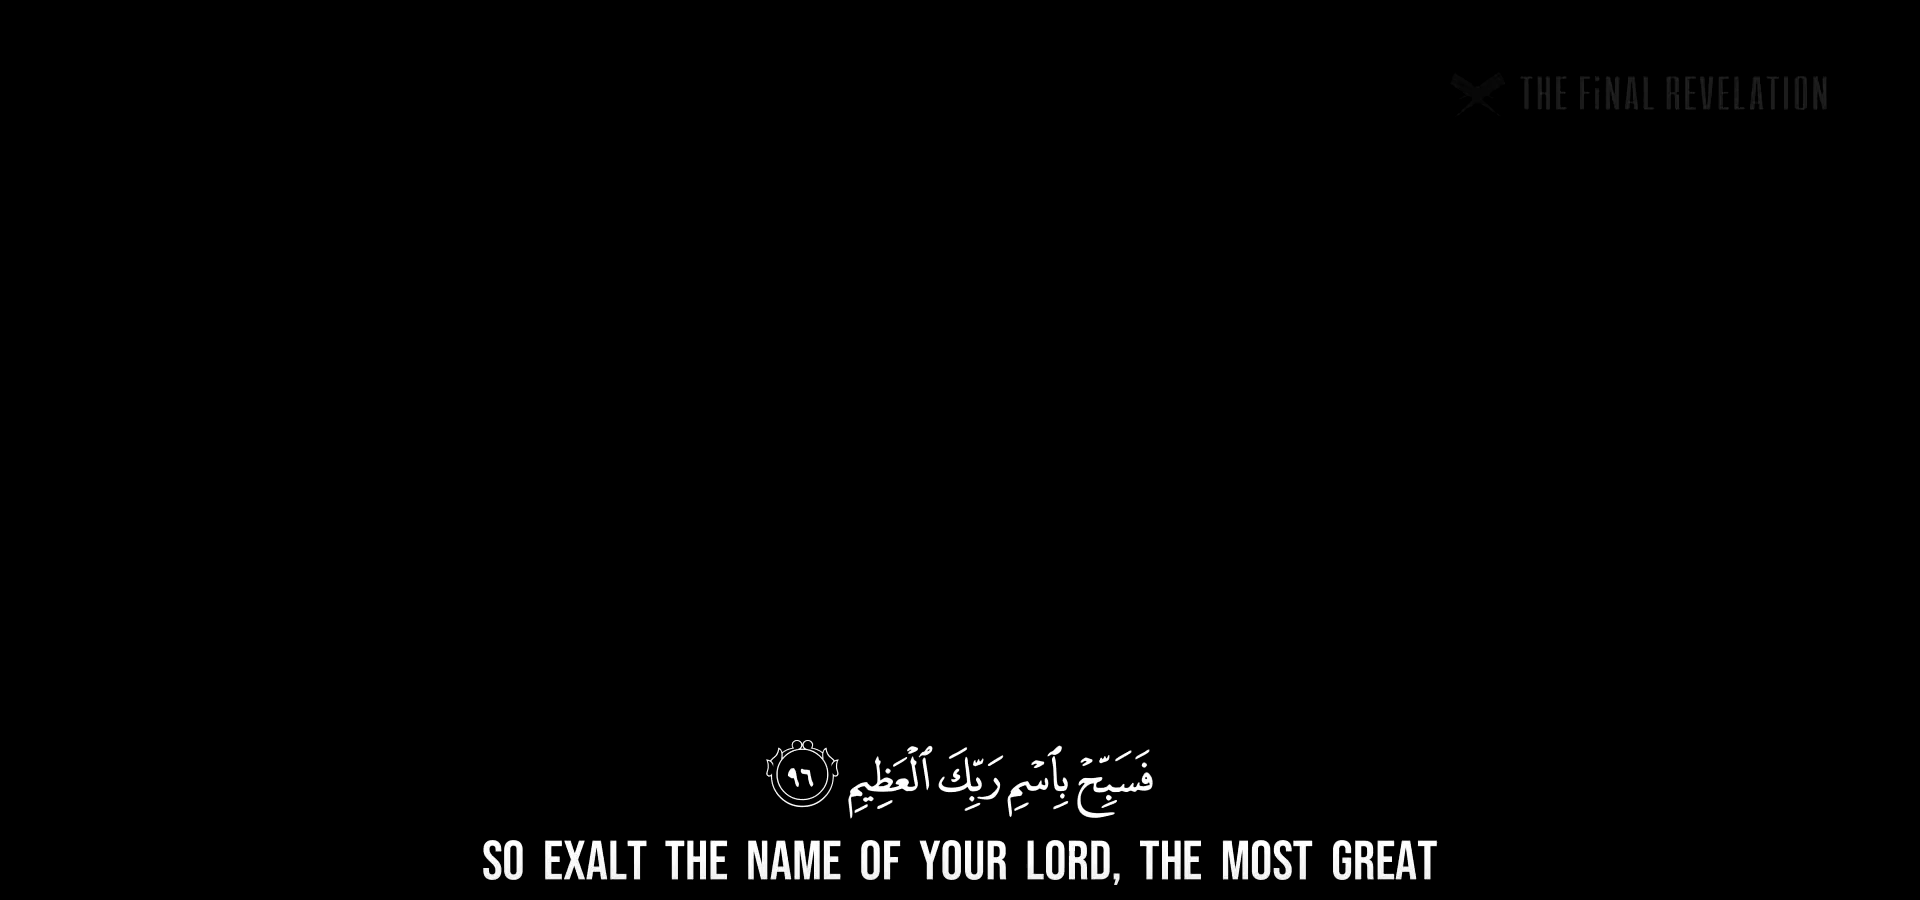 THE FiNAL REVELATION
فَسَبِّحْ بِٱسْمِ رَبِّكَ ٱلْعَظِيمِ ٩٦
SO EXALT THE NAME OF YOUR LORD, THE MOST GREAT